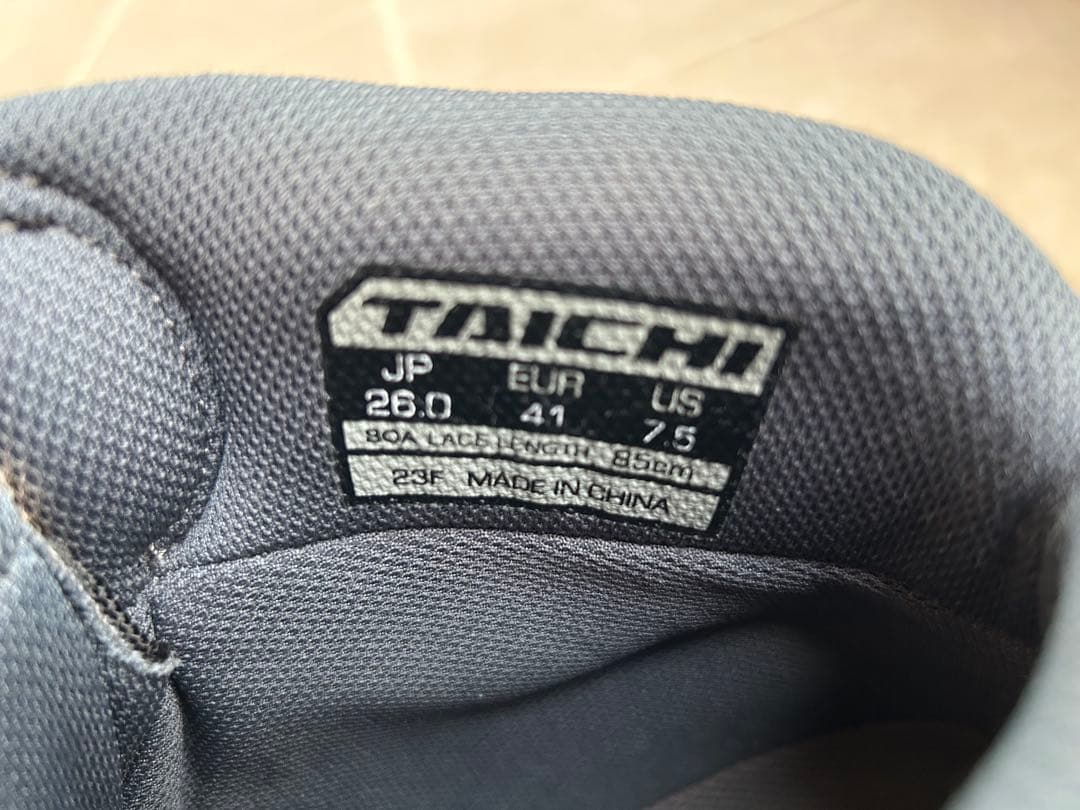 TAICHI
JP EUR US
26.0 41 7.5
BOA LACE LENGTH 85cm
23F MADE IN CHINA